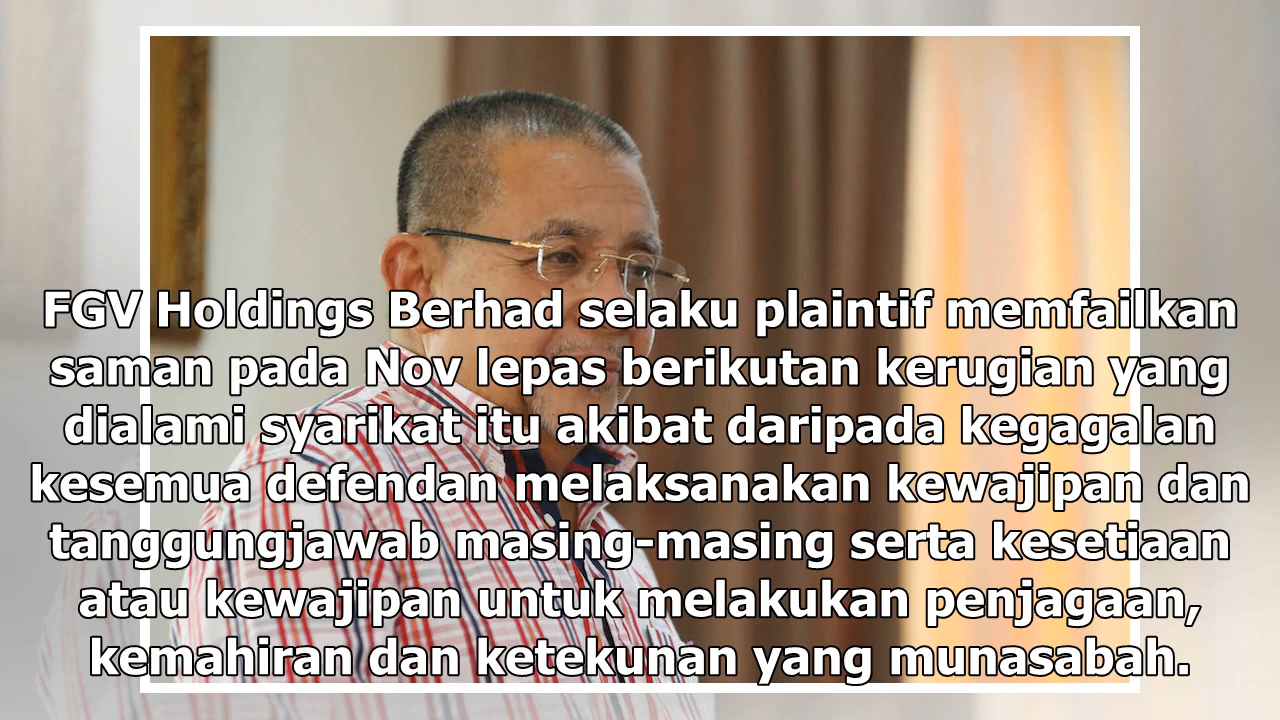 FGV Holdings Berhad selaku plaintif memfailkan
saman pada Nov lepas berikutan kerugian yang
dialami syarikat itu akibat daripada kegagalan
kesemua defendan melaksanakan kewajipan dan
tanggungjawab masing-masing serta kesetiaan
atau kewajipan untuk melakukan penjagaan,
kemahiran dan ketekunan yang munasabah.